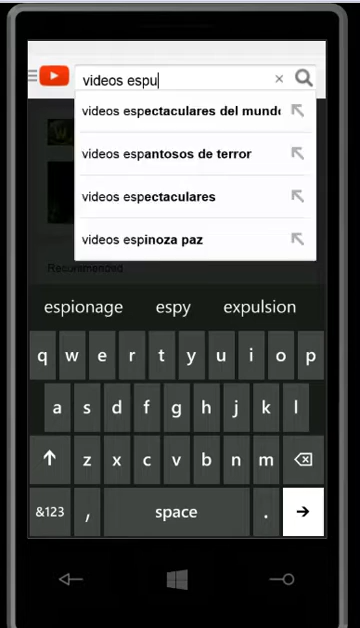 videos espu
videos espectaculares del mund
videos espantosos de terror
videos espectaculares
videos espinoza paz
Recommended
espionage espy expulsion
q w e r t y u i o p
a s d f g h j k l
z x c v b n m
&123 , space .